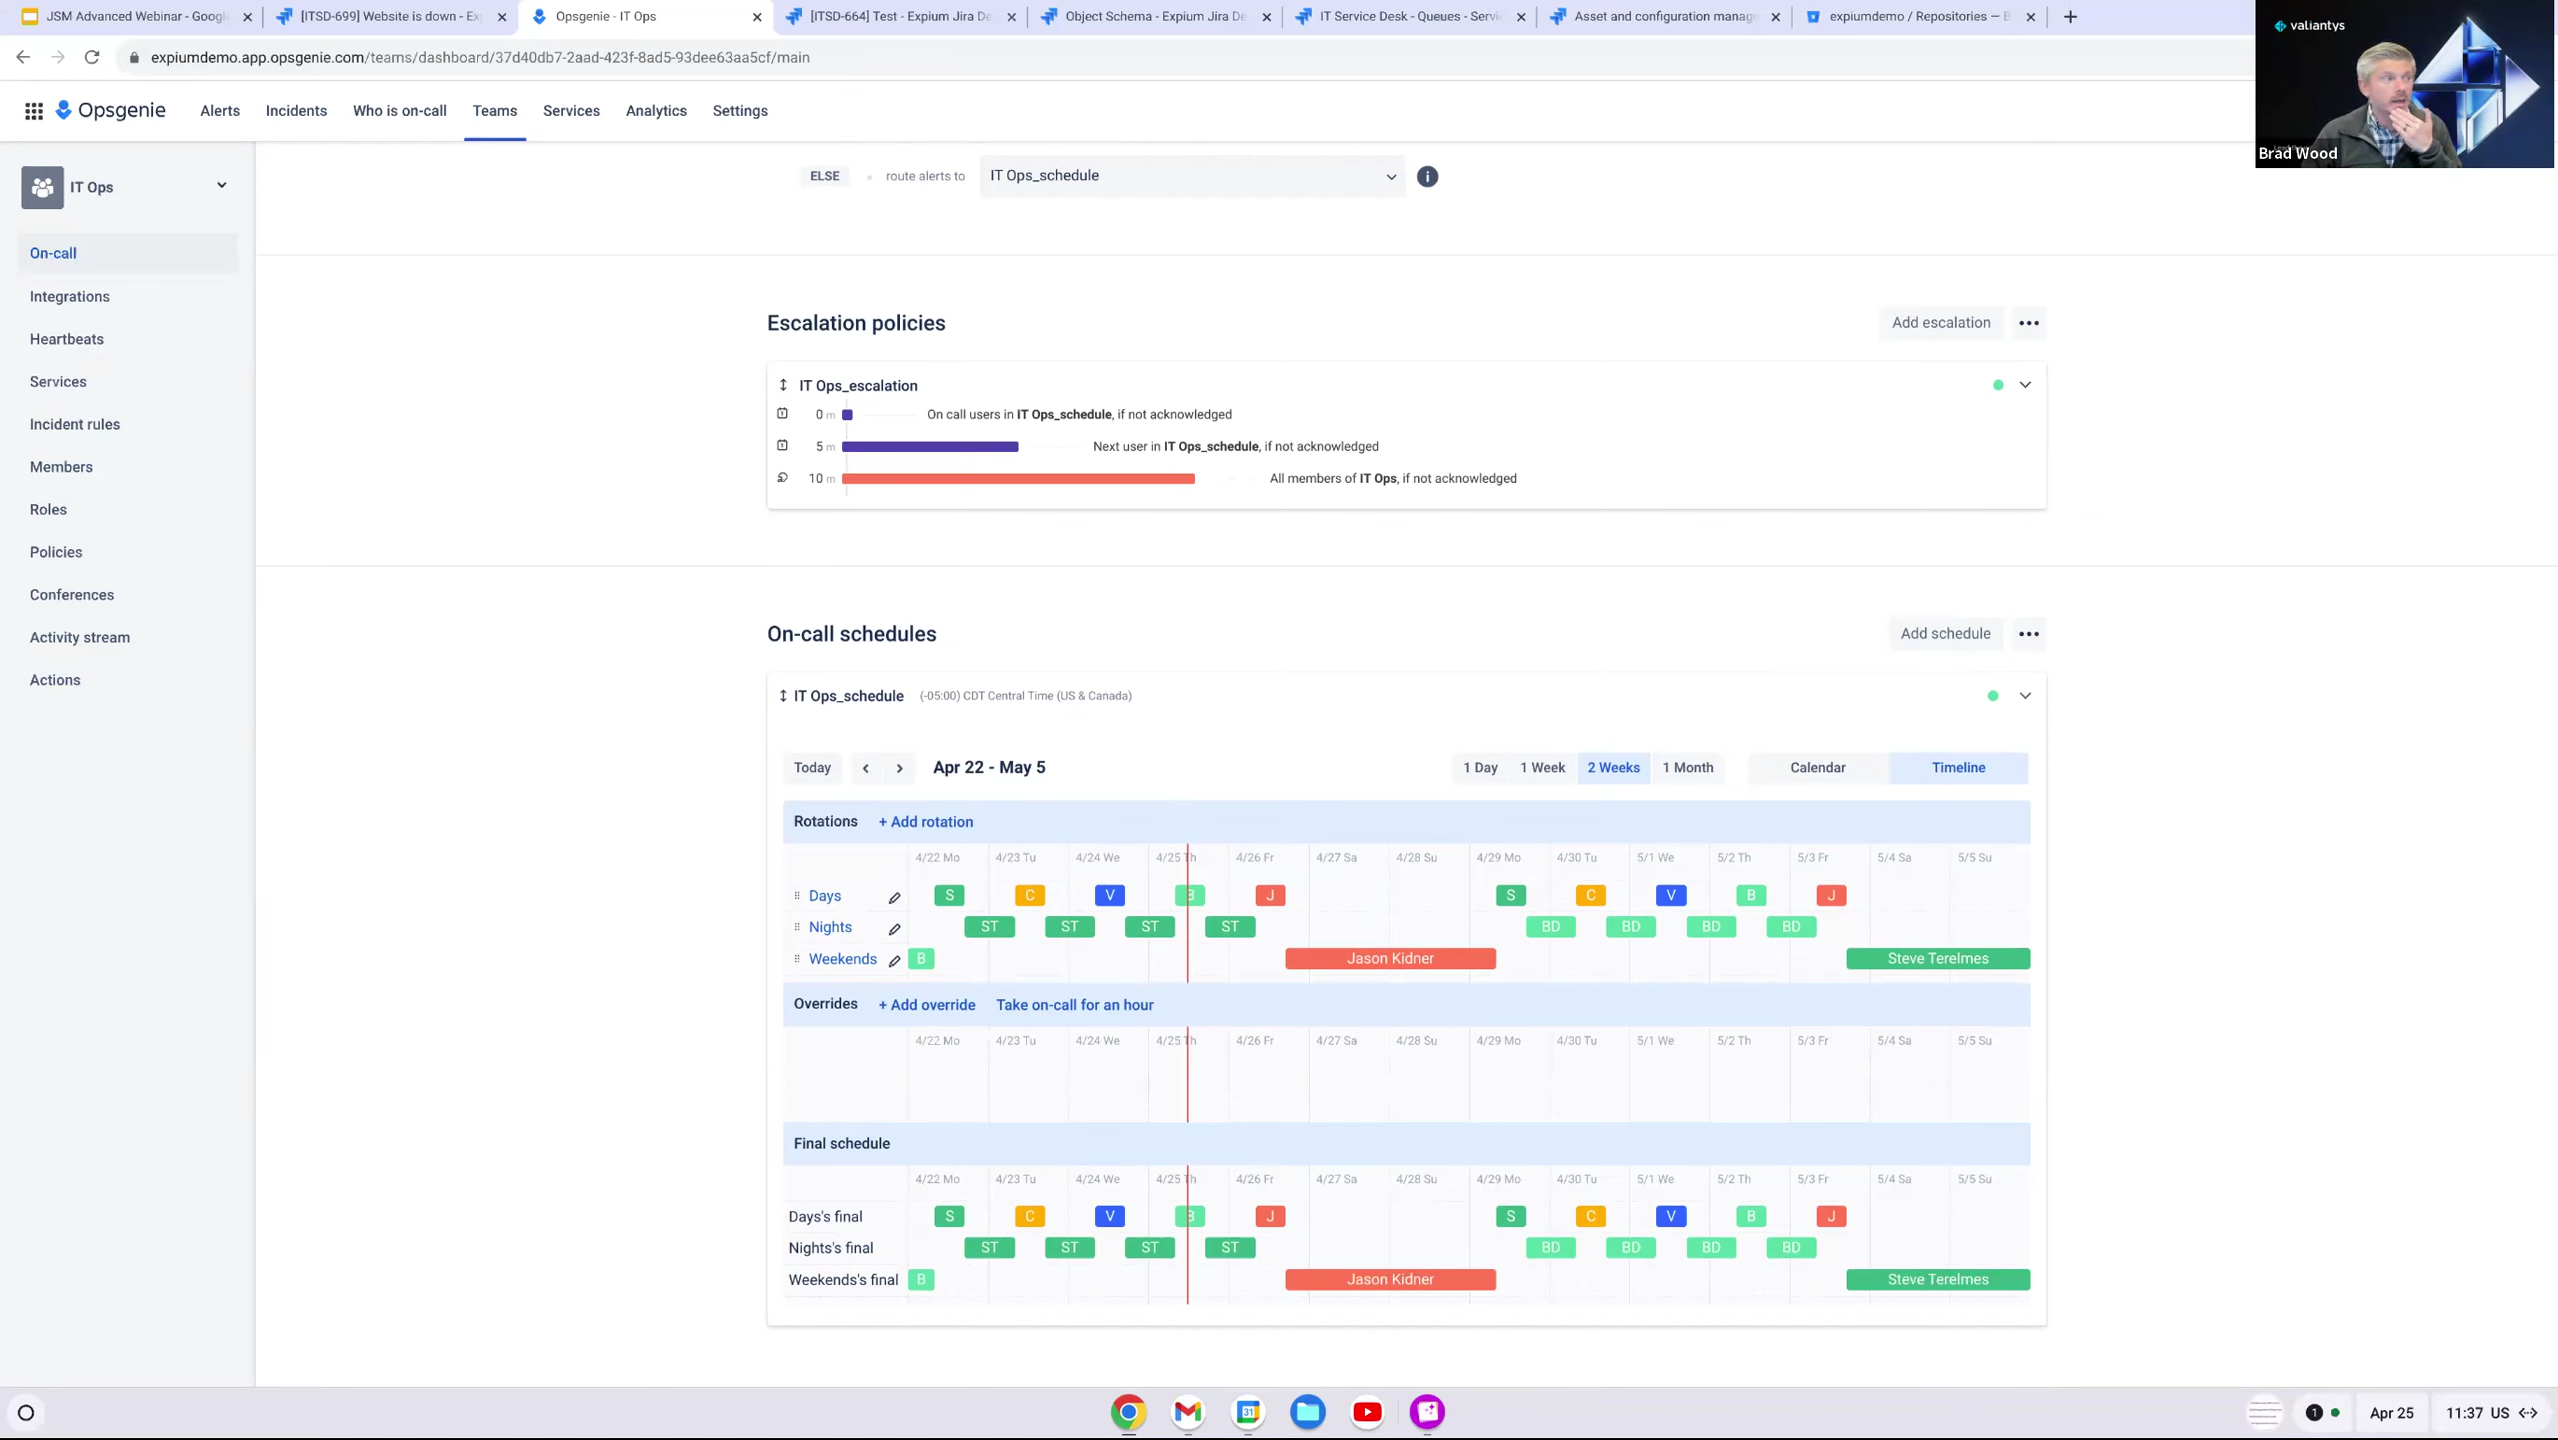 JSM Advanced Webinar - Googl
[ITSD-699] Website is down - Ex
Opsgenie - IT Ops
[ITSD-664] Test - Expium Jira De
Object Schema - Expium Jira De
IT Service Desk - Queues - Servi
Asset and configuration manag
expiumdemo / Repositories — B
expiumdemo.app.opsgenie.com/teams/dashboard/37d40db7-2aad-423f-8ad5-93dee63aa5cf/main
valiantys
Brad Wood
Opsgenie
Alerts
Incidents
Who is on-call
Teams
Services
Analytics
Settings
IT Ops
On-call
Integrations
Heartbeats
Services
Incident rules
Members
Roles
Policies
Conferences
Activity stream
Actions
ELSE route alerts to IT Ops_schedule
Escalation policies
Add escalation
IT Ops_escalation
0 m On call users in IT Ops_schedule, if not acknowledged
5 m Next user in IT Ops_schedule, if not acknowledged
10 m All members of IT Ops, if not acknowledged
On-call schedules
Add schedule
IT Ops_schedule (-05:00) CDT Central Time (US & Canada)
Today < > Apr 22 - May 5 1 Day 1 Week 2 Weeks 1 Month Calendar Timeline
Rotations + Add rotation
4/22 Mo 4/23 Tu 4/24 We 4/25 Th 4/26 Fr 4/27 Sa 4/28 Su 4/29 Mo 4/30 Tu 5/1 We 5/2 Th 5/3 Fr 5/4 Sa 5/5 Su
Days S C V B J S C V B J
Nights ST ST ST ST BD BD BD BD
Weekends B Jason Kidner Steve Terelmes
Overrides + Add override Take on-call for an hour
4/22 Mo 4/23 Tu 4/24 We 4/25 Th 4/26 Fr 4/27 Sa 4/28 Su 4/29 Mo 4/30 Tu 5/1 We 5/2 Th 5/3 Fr 5/4 Sa 5/5 Su
Final schedule
4/22 Mo 4/23 Tu 4/24 We 4/25 Th 4/26 Fr 4/27 Sa 4/28 Su 4/29 Mo 4/30 Tu 5/1 We 5/2 Th 5/3 Fr 5/4 Sa 5/5 Su
Days's final S C V B J S C V B J
Nights's final ST ST ST ST BD BD BD BD
Weekends's final B Jason Kidner Steve Terelmes
31
1
Apr 25
11:37 US